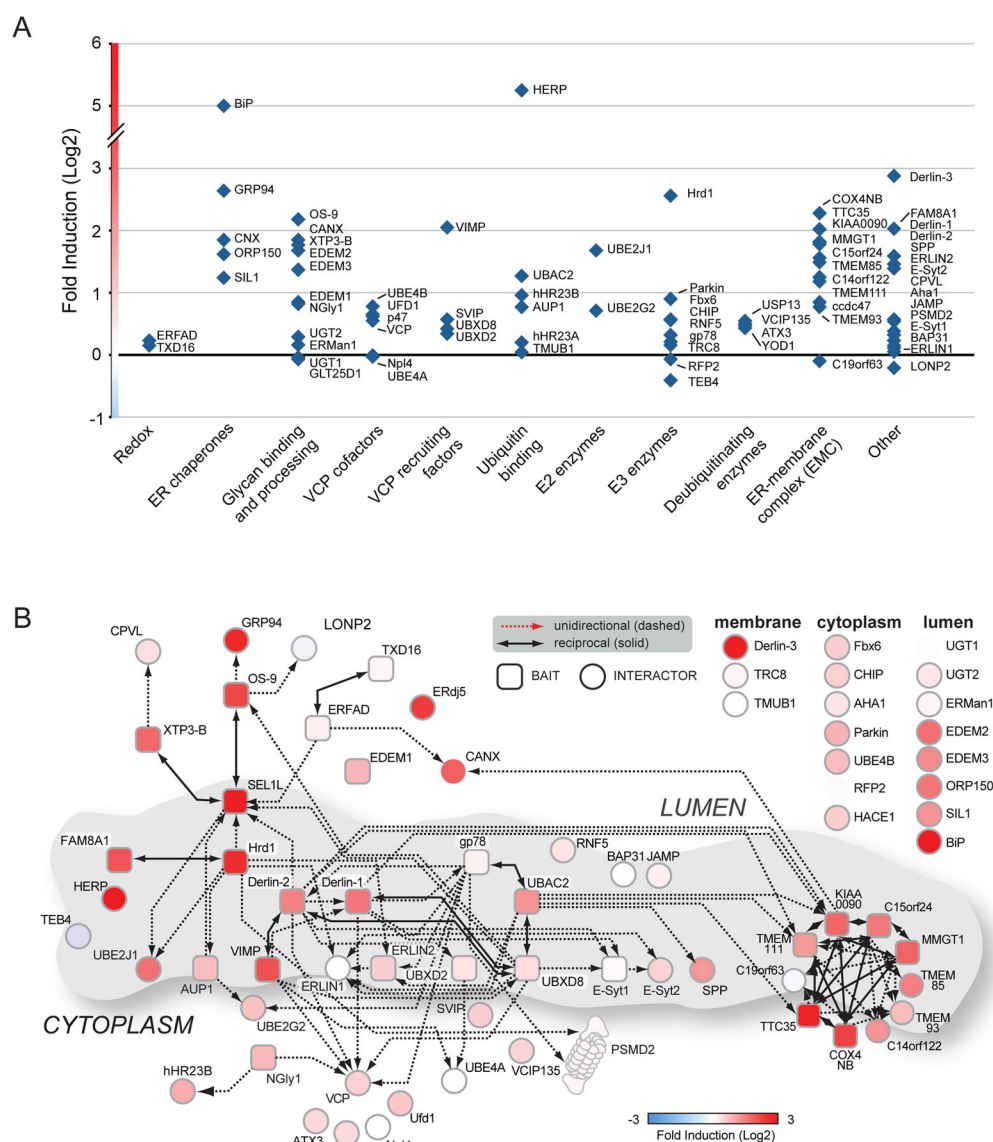 A
6
5
3
2
1
0
-1
Fold Induction (Log2)
BiP
GRP94
CNX
ORP150
SIL1
ERFAD
TXD16
OS-9
CANX
XTP3-B
EDEM2
EDEM3
EDEM1
NGly1
UGT2
ERMan1
UGT1
GLT25D1
UBE4B
UFD1
p47
VCP
Npl4
UBE4A
VIMP
SVIP
UBXD8
UBXD2
HERP
UBAC2
hHR23B
AUP1
hHR23A
TMUB1
UBE2J1
UBE2G2
Hrd1
Parkin
Fbx6
CHIP
RNF5
gp78
TRC8
RFP2
TEB4
USP13
VCIP135
ATX3
YOD1
COX4NB
TTC35
KIAA0090
MMGT1
C15orf24
TMEM85
C14orf122
TMEM111
ccdc47
TMEM93
C19orf63
Derlin-3
FAM8A1
Derlin-1
Derlin-2
SPP
ERLIN2
E-Syt2
CPVL
Aha1
JAMP
PSMD2
E-Syt1
BAP31
ERLIN1
LONP2
Redox
ER chaperones
Glycan binding
and processing
VCP cofactors
VCP recruiting
factors
Ubiquitin
binding
E2 enzymes
E3 enzymes
Deubiquitinating
enzymes
ER-membrane
complex (EMC)
Other
B
unidirectional (dashed)
reciprocal (solid)
BAIT
INTERACTOR
membrane
Derlin-3
TRC8
TMUB1
cytoplasm
Fbx6
CHIP
AHA1
Parkin
UBE4B
RFP2
HACE1
lumen
UGT1
UGT2
ERMan1
EDEM2
EDEM3
ORP150
SIL1
BiP
CPVL
GRP94
LONP2
TXD16
OS-9
ERdj5
ERFAD
XTP3-B
EDEM1
CANX
SEL1L
LUMEN
FAM8A1
Hrd1
gp78
RNF5
BAP31
JAMP
HERP
Derlin-2
Derlin-1
UBAC2
KIAA
0090
C15orf24
TEB4
TMEM
111
MMGT1
UBE2J1
VIMP
ERLIN2
C19orf63
AUP1
ERLIN1
UBXD2
UBXD8
E-Syt1
E-Syt2
SPP
TMEM
85
CYTOPLASM
UBE2G2
SVIP
TTC35
TMEM
93
COX4
NB
C14orf122
PSMD2
hHR23B
NGly1
VCP
UBE4A
VCIP135
Ufd1
ATX3
-3
3
Fold Induction (Log2)